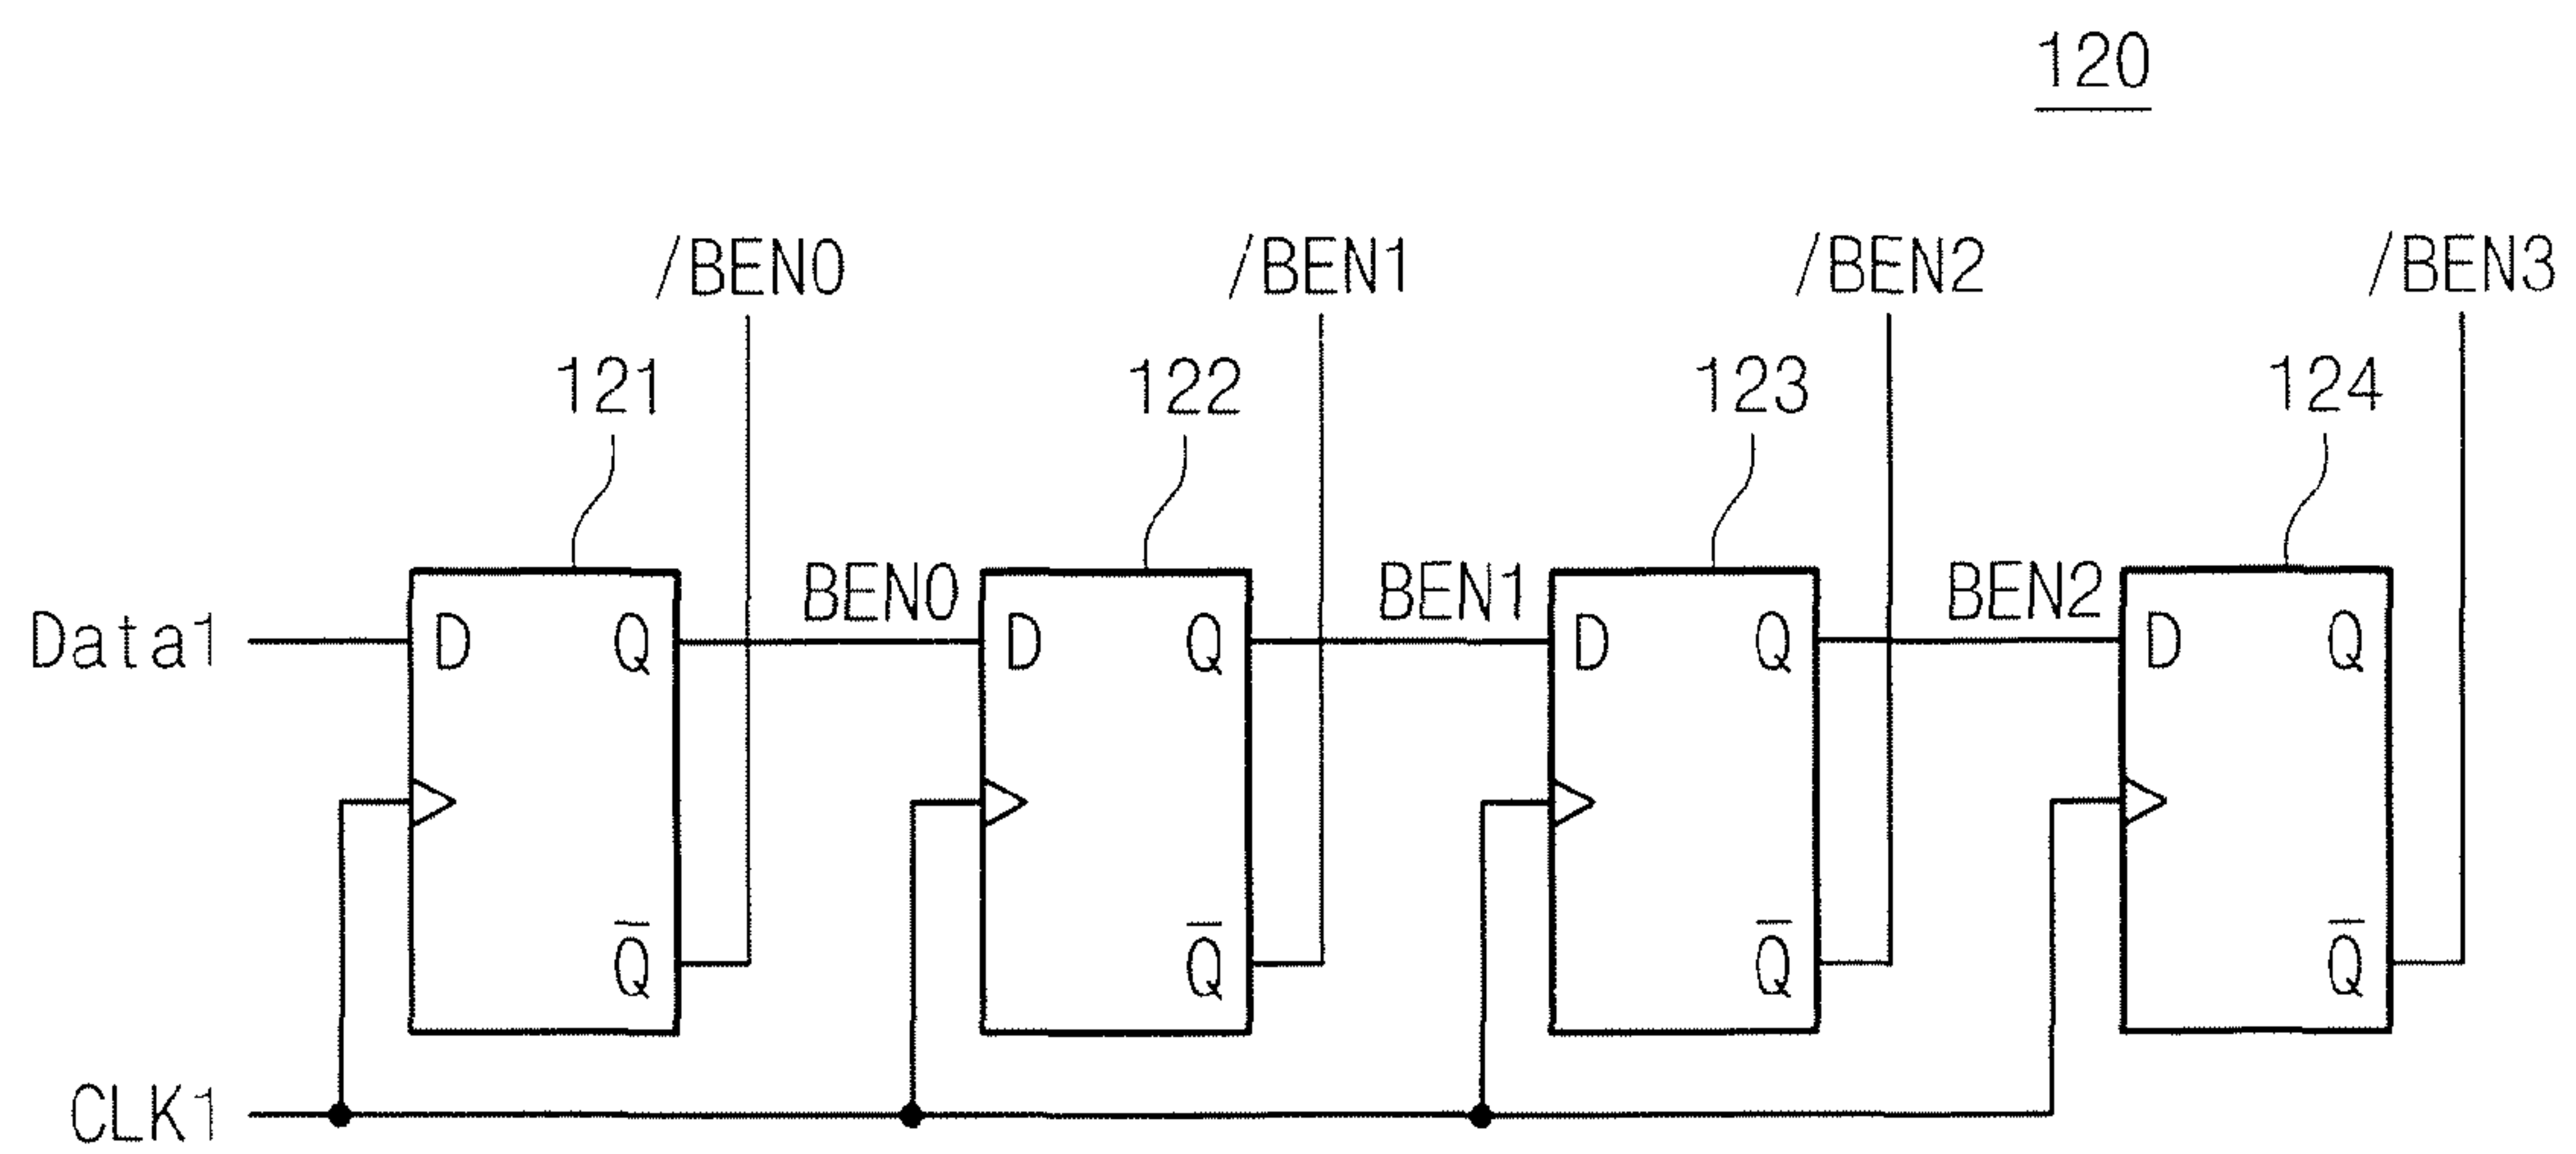 120
/BEN0 /BEN1 /BEN2 /BEN3
121 122 123 124
BEN0 BEN1 BEN2
Data1 D Q D Q D Q D Q
Q̅ Q̅ Q̅ Q̅
CLK1